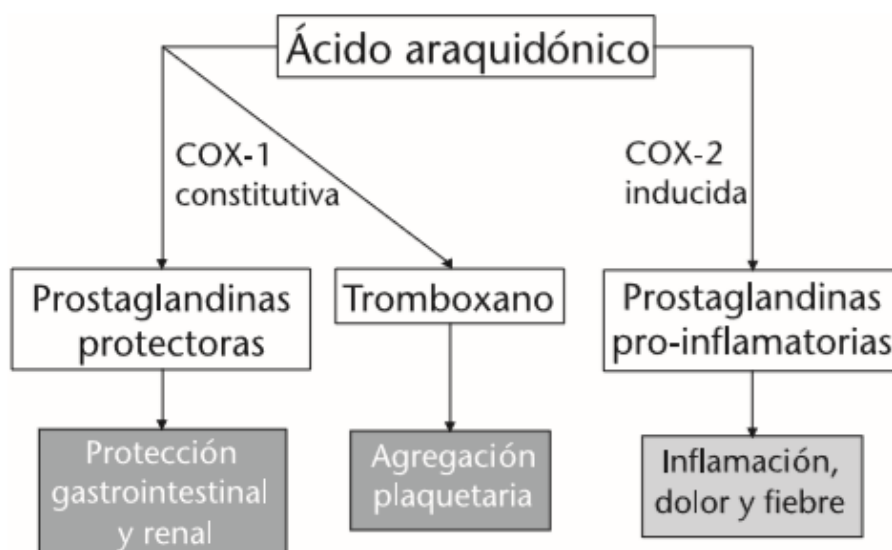 Ácido araquidónico
COX-1
constitutiva
COX-2
inducida
Prostaglandinas
protectoras
Tromboxano
Prostaglandinas
pro-inflamatorias
Protección
gastrointestinal
y renal
Agregación
plaquetaria
Inflamación,
dolor y fiebre